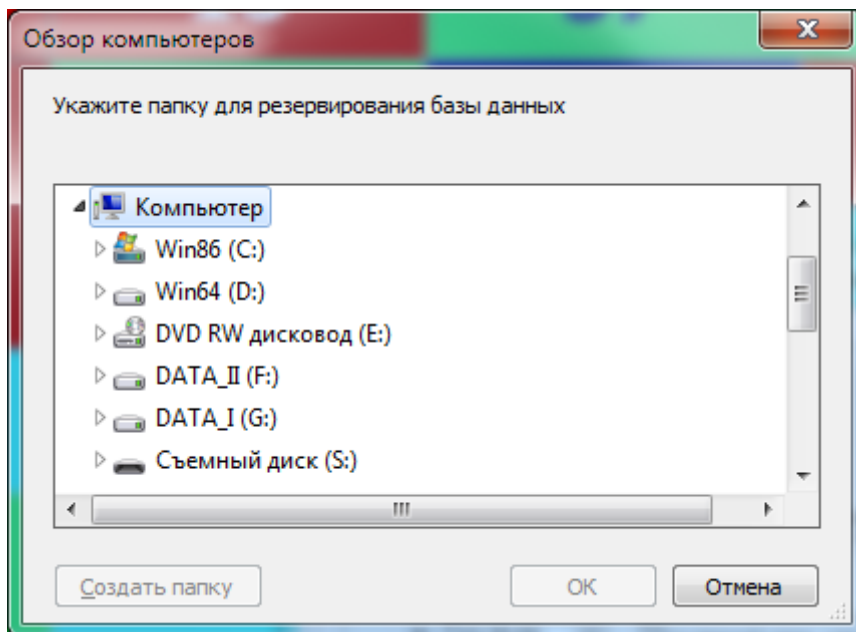 Обзор компьютеров
Укажите папку для резервирования базы данных
Компьютер
Win86 (C:)
Win64 (D:)
DVD RW дисковод (E:)
DATA_II (F:)
DATA_I (G:)
Съемный диск (S:)
Создать папку
OK
Отмена